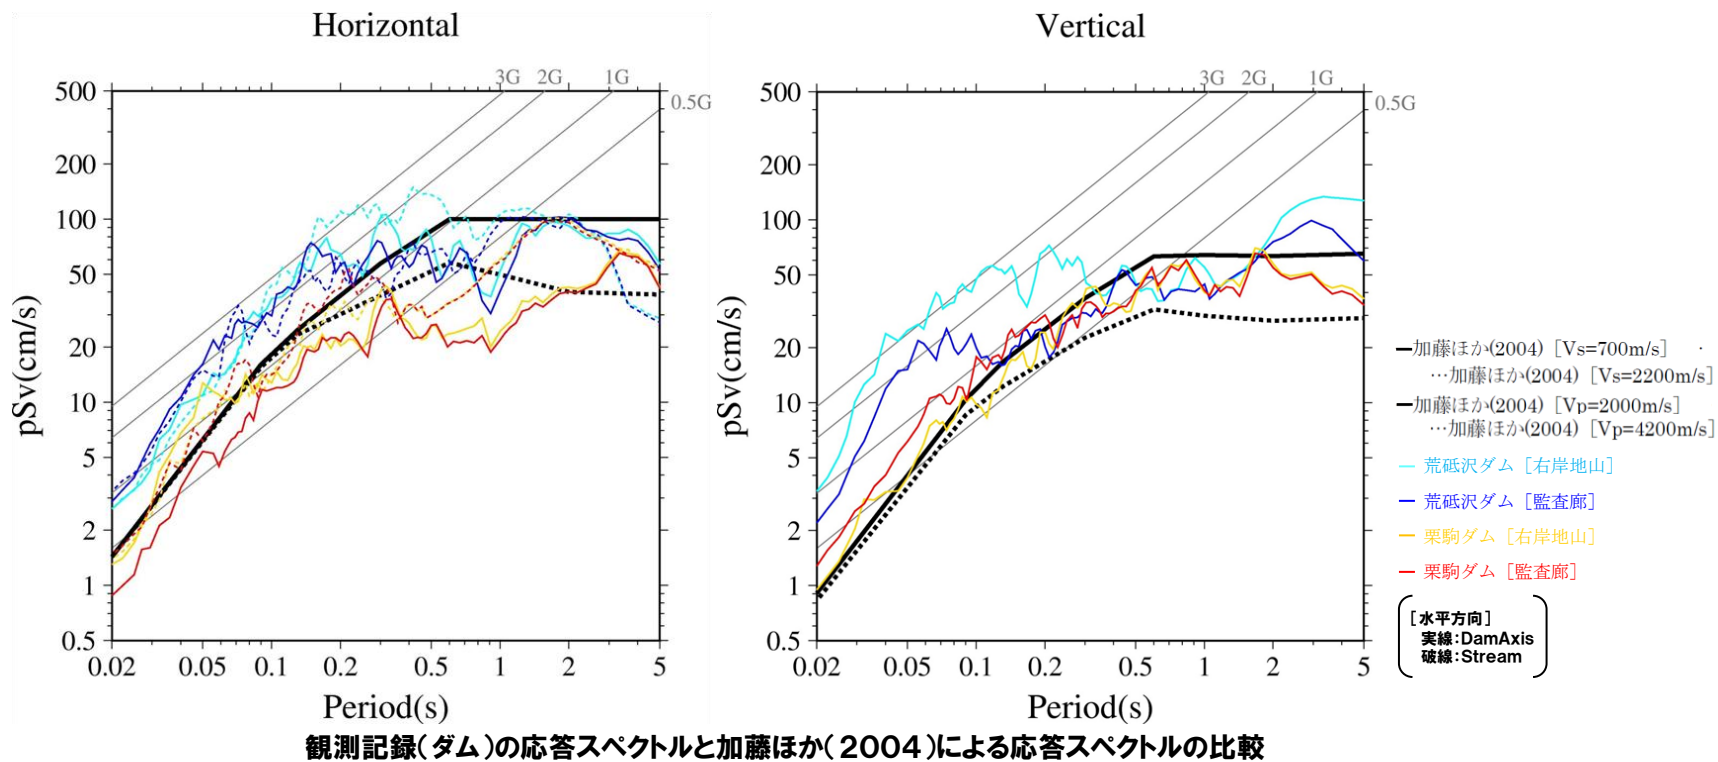 Horizontal
3G 2G 1G
0.5G
500
200
100
50
20
10
5
2
1
0.5
pSv(cm/s)
0.02 0.05 0.1 0.2 0.5 1 2 5
Period(s)
Vertical
3G 2G 1G
0.5G
500
200
100
50
20
10
5
2
1
0.5
pSv(cm/s)
0.02 0.05 0.1 0.2 0.5 1 2 5
Period(s)
加藤ほか(2004)［Vs=700m/s］
…加藤ほか(2004)［Vs=2200m/s］
加藤ほか(2004)［Vp=2000m/s］
…加藤ほか(2004)［Vp=4200m/s］
荒砥沢ダム［右岸地山］
荒砥沢ダム［監査廊］
栗駒ダム［右岸地山］
栗駒ダム［監査廊］
［水平方向］
実線：DamAxis
破線：Stream
観測記録（ダム）の応答スペクトルと加藤ほか（２００４）による応答スペクトルの比較